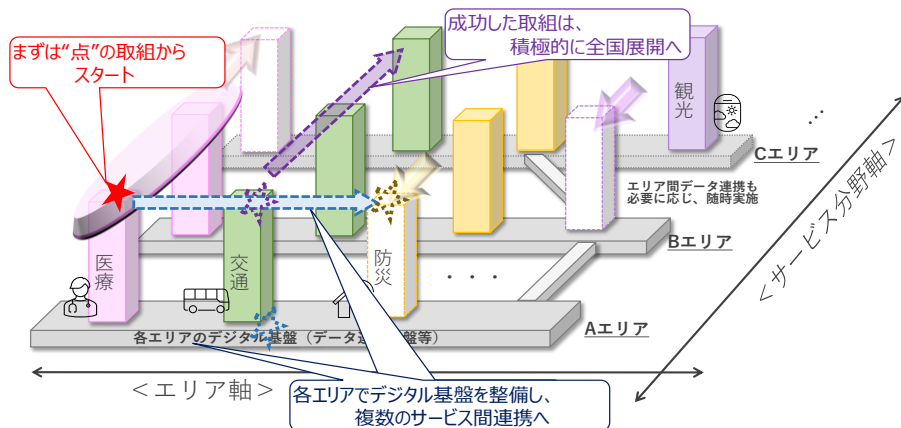 まずは“点”の取組から
スタート
成功した取組は、
積極的に全国展開へ
観光
・・・
Cエリア
エリア間データ連携も
必要に応じ、随時実施
＜サービス分野軸＞
Bエリア
医療
交通
防災
・・・
Aエリア
各エリアのデジタル基盤（データ連
盤等）
＜エリア軸＞
各エリアでデジタル基盤を整備し、
複数のサービス間連携へ